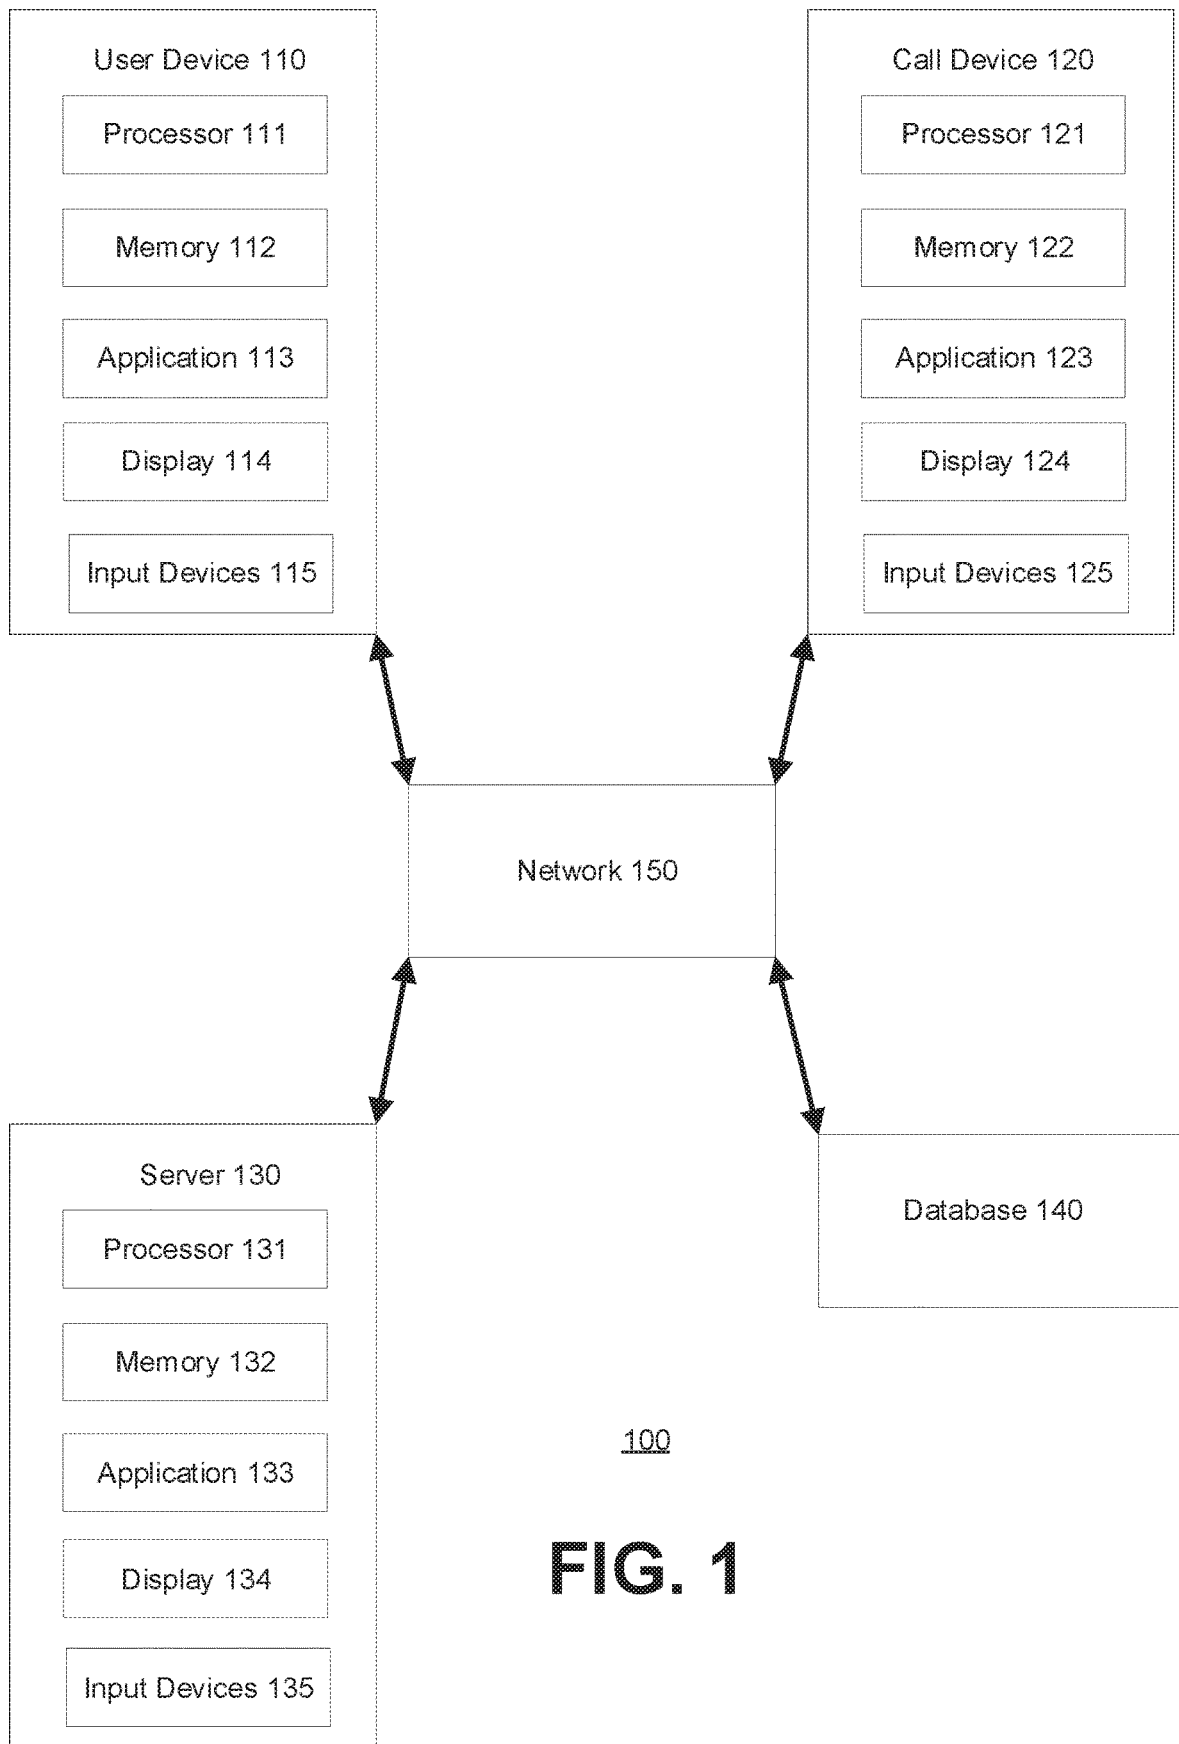 User Device 110
Processor 111
Memory 112
Application 113
Display 114
Input Devices 115
Call Device 120
Processor 121
Memory 122
Application 123
Display 124
Input Devices 125
Network 150
Server 130
Processor 131
Memory 132
Application 133
Display 134
Input Devices 135
Database 140
100
FIG. 1